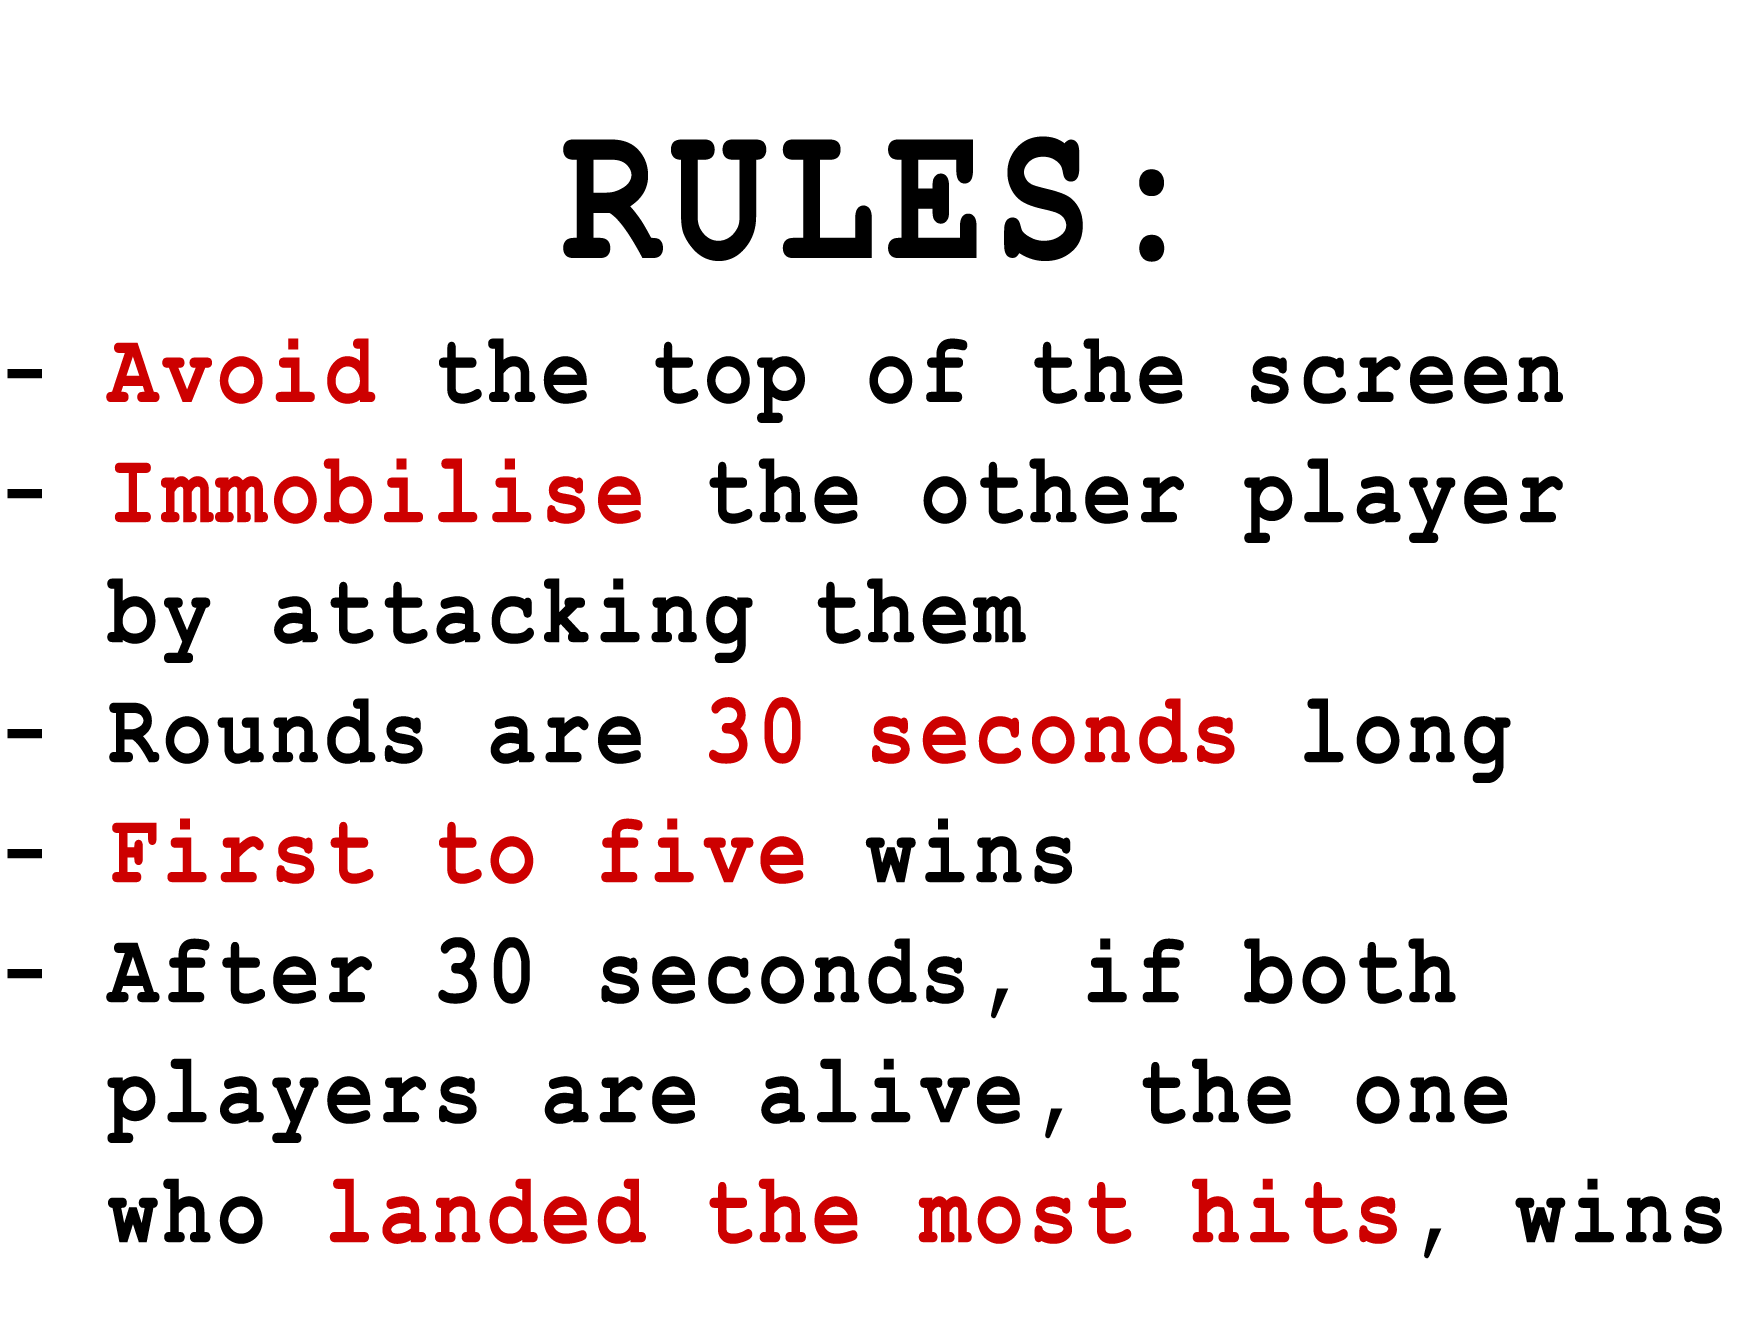 RULES:
- Avoid the top of the screen
- Immobilise the other player
by attacking them
- Rounds are 30 seconds long
- First to five wins
- After 30 seconds, if both
players are alive, the one
who landed the most hits, wins